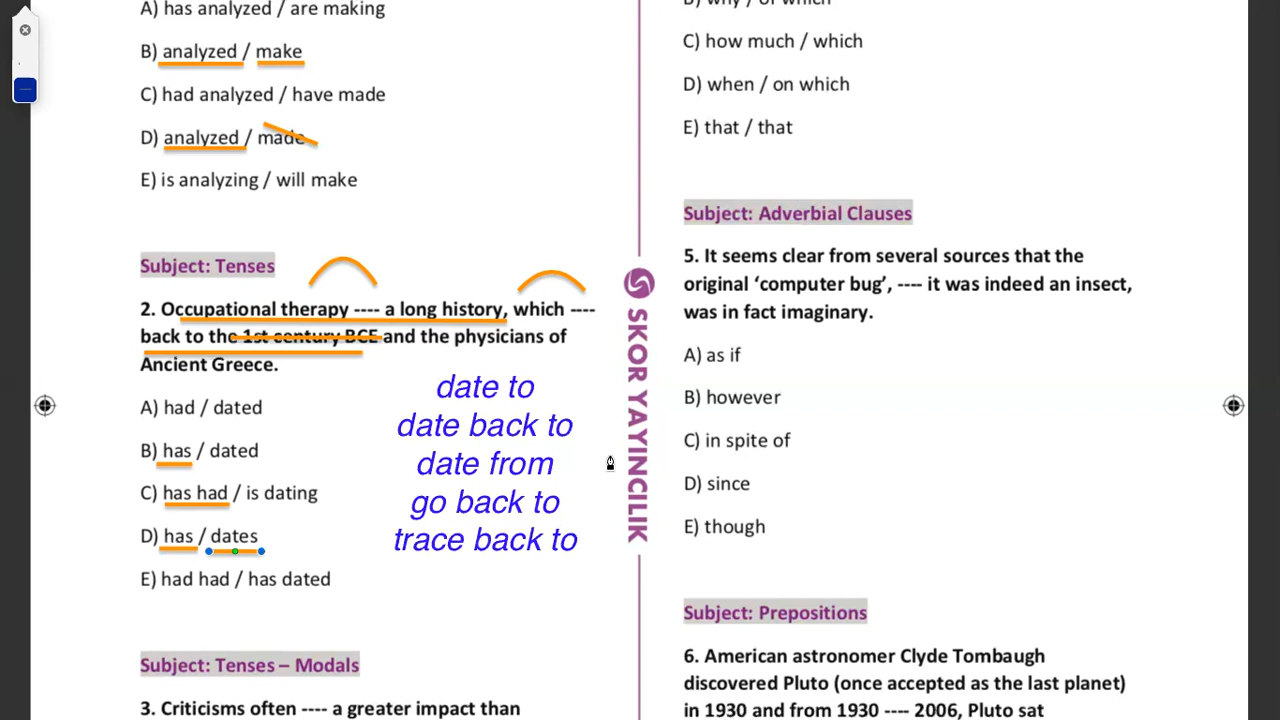 A) has analyzed / are making
B) analyzed / make
C) had analyzed / have made
D) analyzed / made
E) is analyzing / will make
Subject: Tenses
2. Occupational therapy ---- a long history, which ----
back to the 1st century BCE and the physicians of
Ancient Greece.
A) had / dated
B) has / dated
C) has had / is dating
D) has / dates
E) had had / has dated
date to
date back to
date from
go back to
trace back to
Subject: Tenses – Modals
3. Criticisms often ---- a greater impact than
SKOR YAYINCILIK
B) why / of which
C) how much / which
D) when / on which
E) that / that
Subject: Adverbial Clauses
5. It seems clear from several sources that the
original ‘computer bug’, ---- it was indeed an insect,
was in fact imaginary.
A) as if
B) however
C) in spite of
D) since
E) though
Subject: Prepositions
6. American astronomer Clyde Tombaugh
discovered Pluto (once accepted as the last planet)
in 1930 and from 1930 ---- 2006, Pluto sat